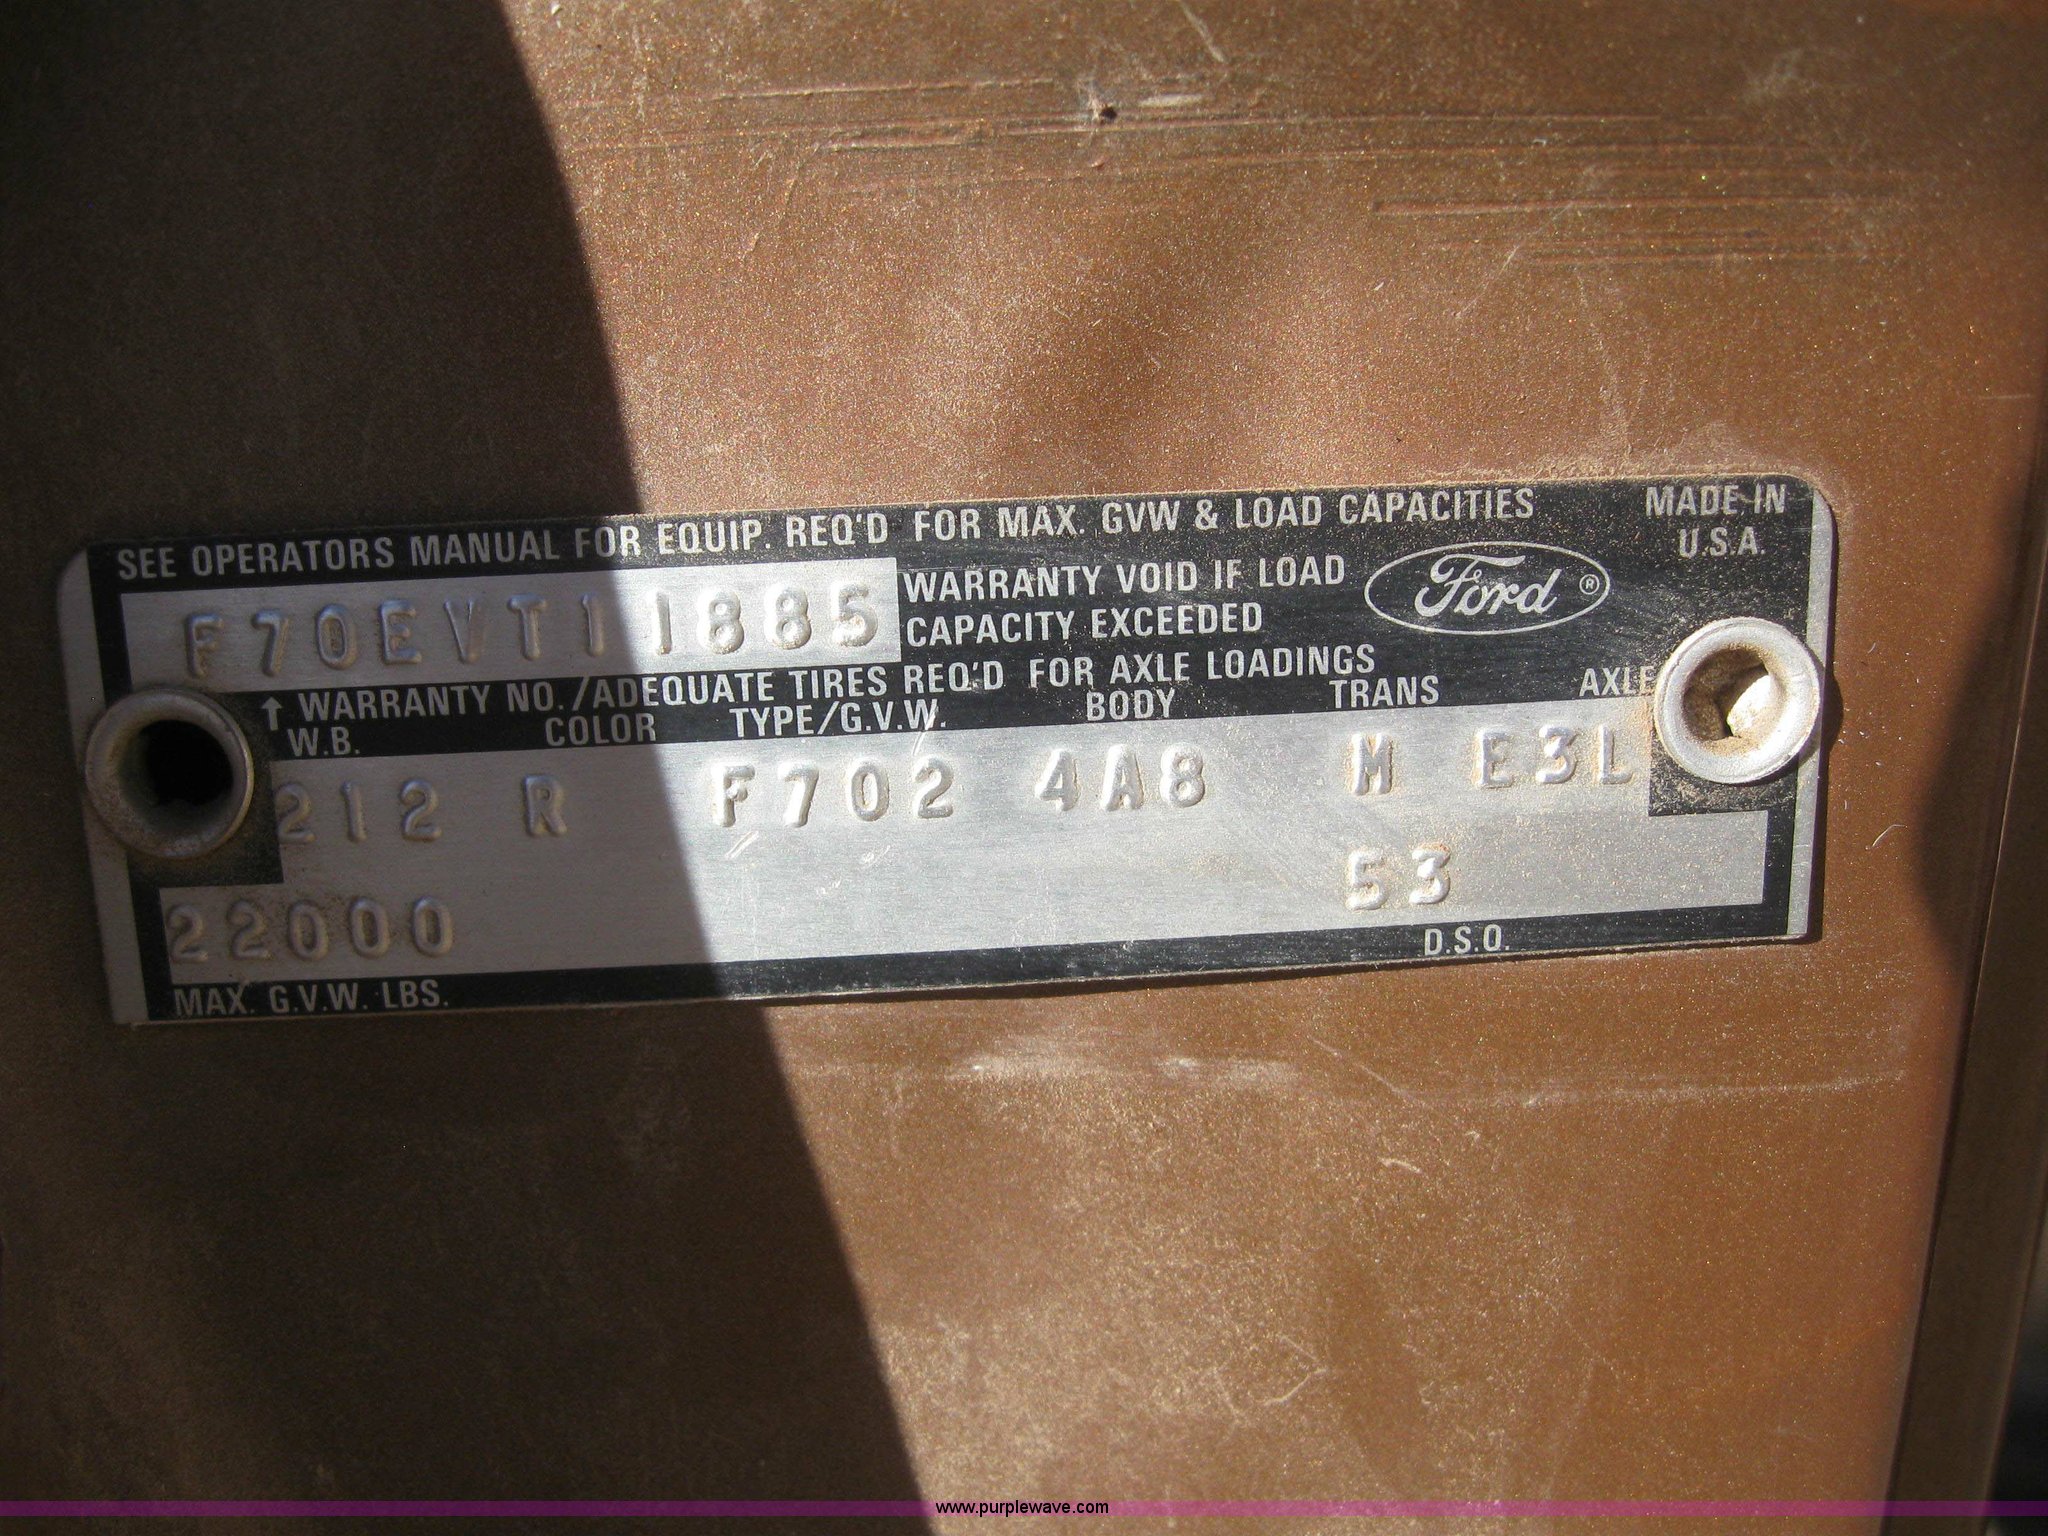 SEE OPERATORS MANUAL FOR EQUIP. REQ'D FOR MAX. GVW & LOAD CAPACITIES
MADE IN
U.S.A.
F70EVT11885
WARRANTY VOID IF LOAD
CAPACITY EXCEEDED
Ford ®
↑ WARRANTY NO./ADEQUATE TIRES REQ'D FOR AXLE LOADINGS
W.B. COLOR TYPE/G.V.W. BODY TRANS AXLE
212 R F702 4A8 M E3L
53
22000
D.S.O.
MAX. G.V.W. LBS.
www.purplewave.com